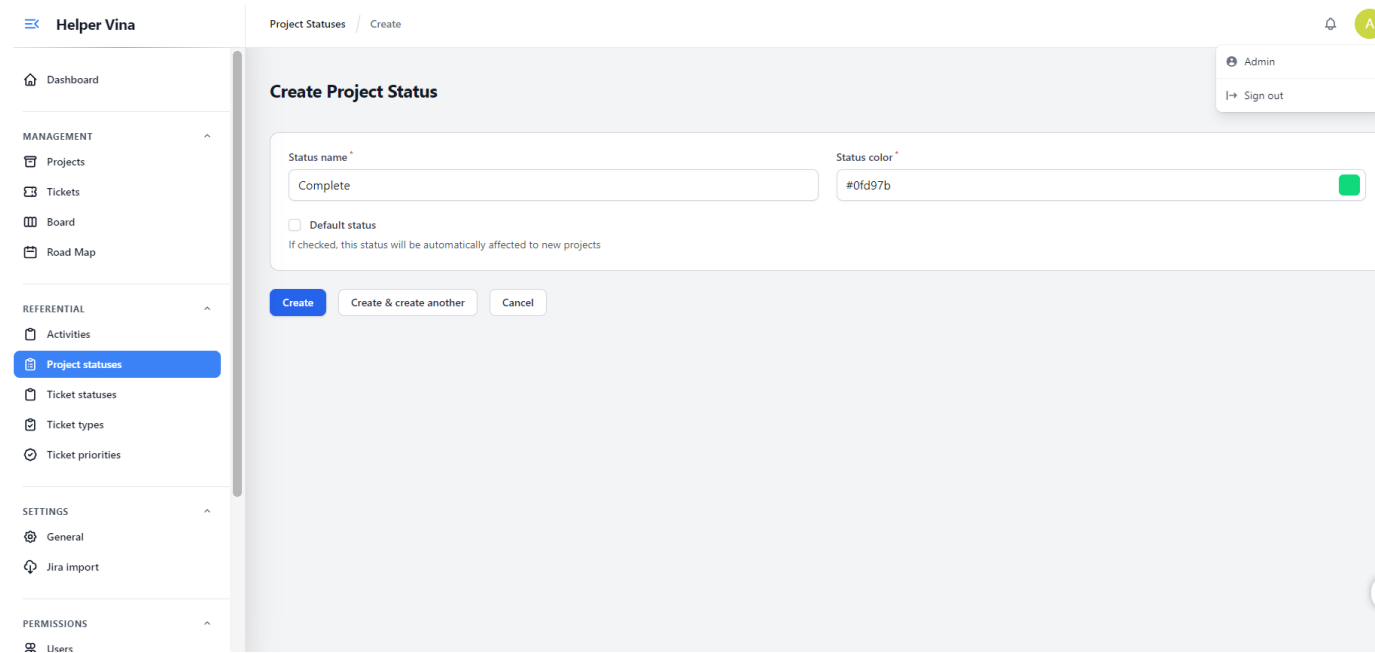 Helper Vina
Project Statuses / Create
A
Admin
Sign out
Dashboard
MANAGEMENT
Projects
Tickets
Board
Road Map
REFERENTIAL
Activities
Project statuses
Ticket statuses
Ticket types
Ticket priorities
SETTINGS
General
Jira import
PERMISSIONS
Users
Create Project Status
Status name *
Complete
Status color *
#0fd97b
Default status
If checked, this status will be automatically affected to new projects
Create
Create & create another
Cancel